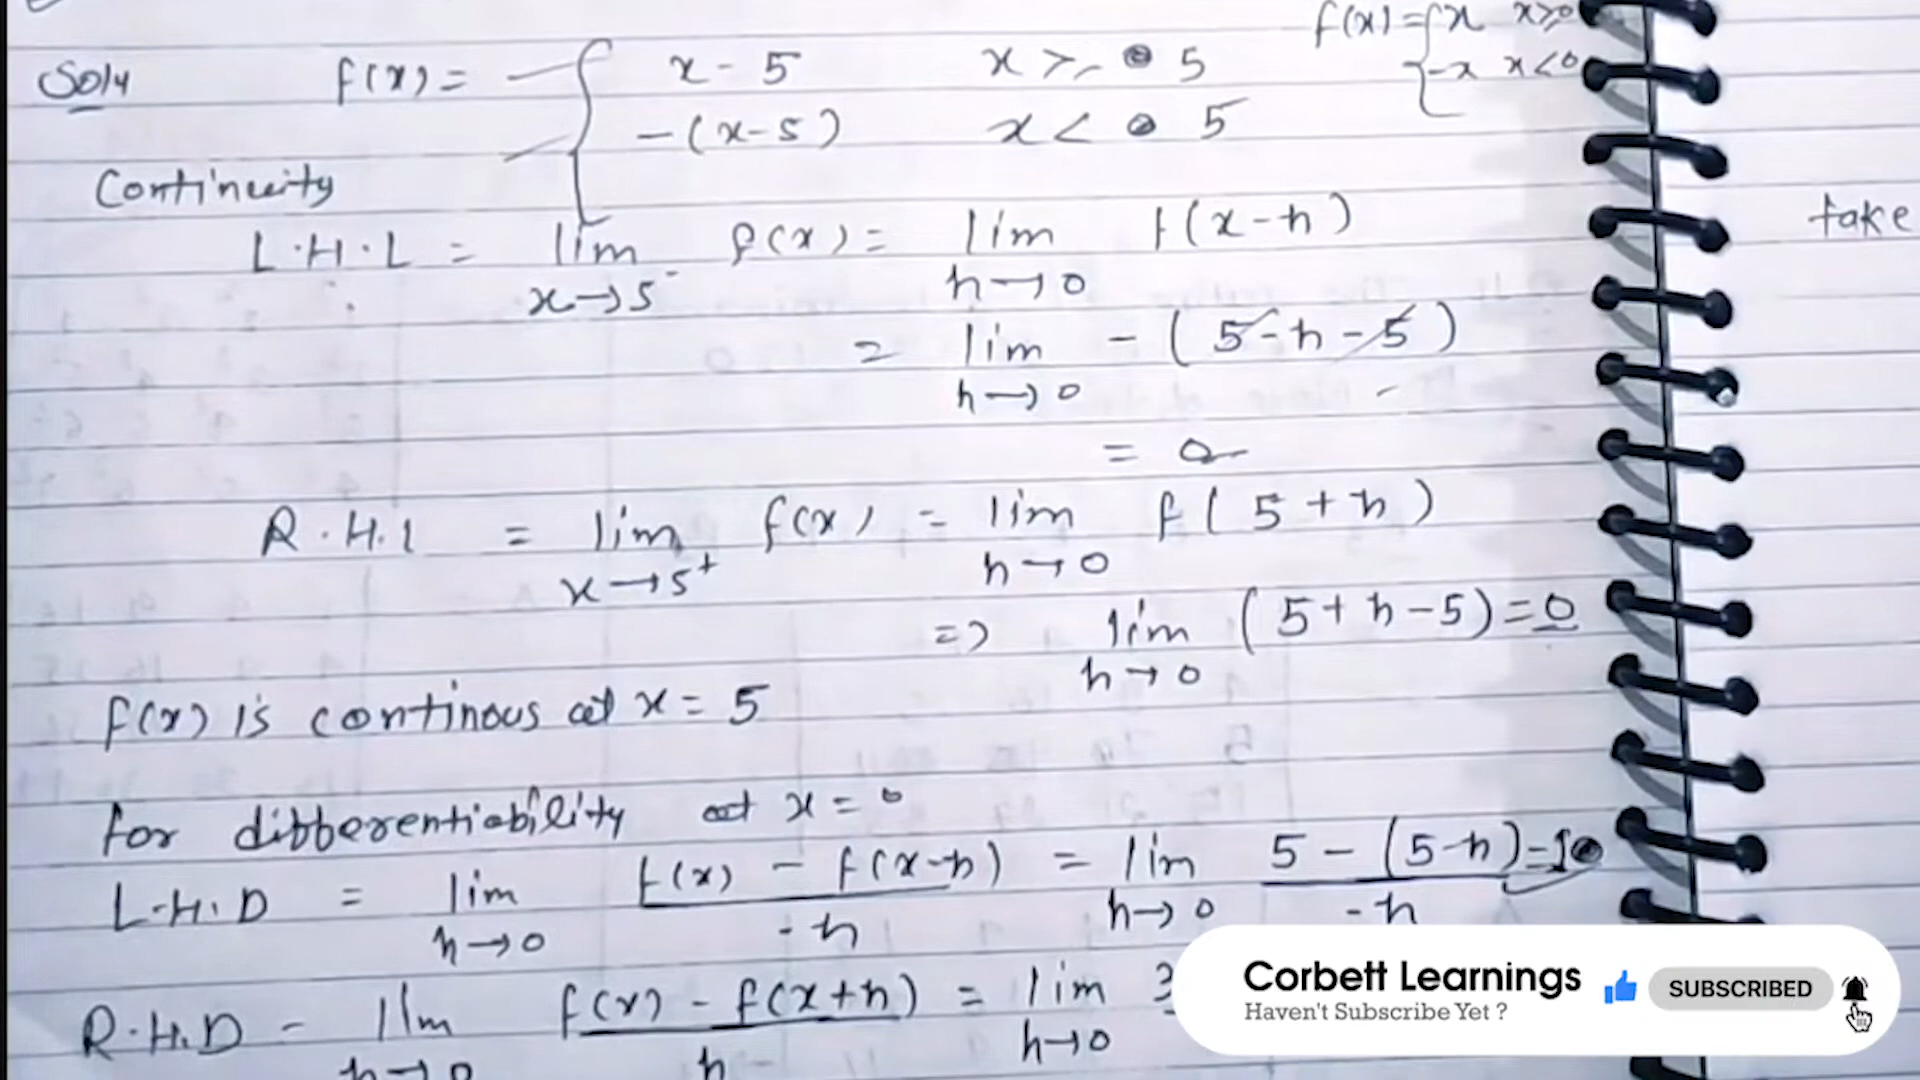 f(x) = { x x≥0
-x x<0
Soln f(x) = { x - 5 x ≥ 5
-(x-5) x < 5
Continuity
L.H.L = lim f(x) = lim f(x-h)
x→5⁻ h→0
= lim - (5-h-5)
h→0
= 0
R.H.L = lim f(x) = lim f(5+h)
x→5⁺ h→0
=> lim (5+h-5) = 0
h→0
f(x) is continous at x = 5
for differentiability at x = 0
L.H.D = lim f(x) - f(x-h) = lim 5 - (5-h)
h→0 -h h→0 -h
R.H.D = lim f(x) - f(x+h) = lim
h→0 h h→0
take
Corbett Learnings
Haven't Subscribe Yet ?
SUBSCRIBED